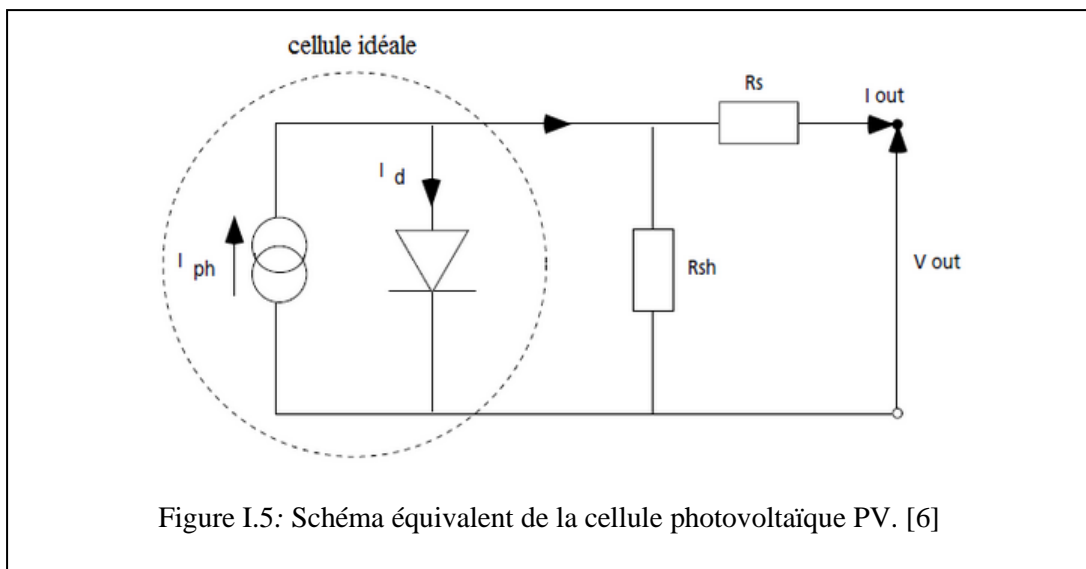 cellule idéale
Rs
I out
I d
I ph
Rsh
V out
Figure I.5: Schéma équivalent de la cellule photovoltaïque PV. [6]